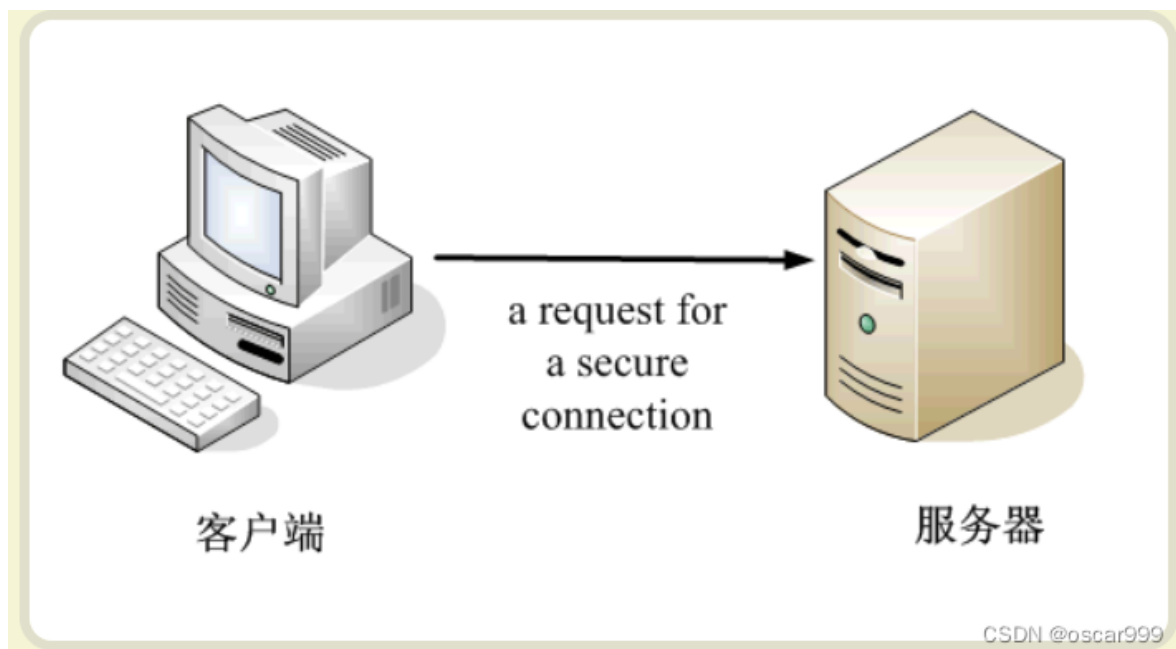 a request for
a secure
connection
客户端
服务器
CSDN @oscar999